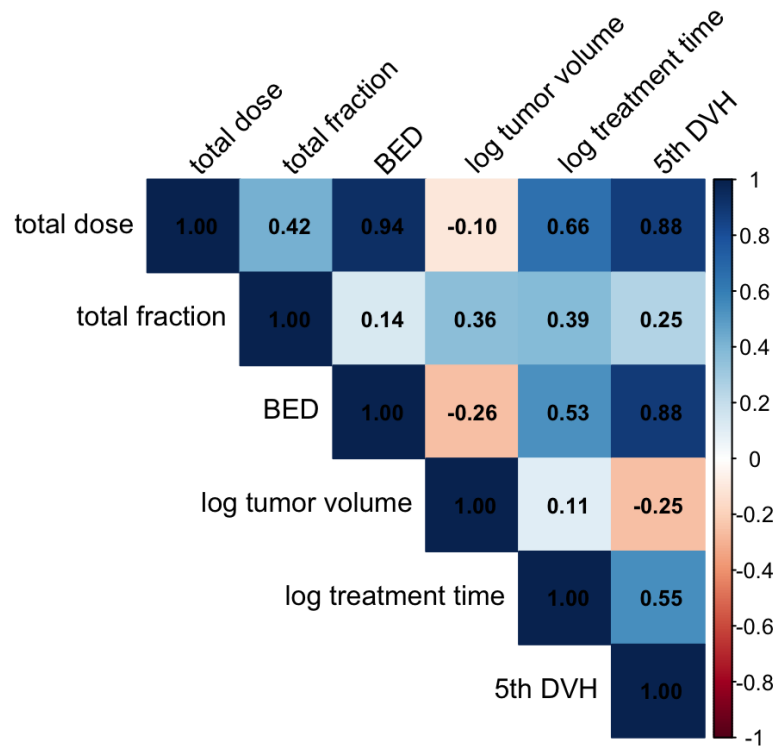 total dose
total fraction
BED
log tumor volume
log treatment time
5th DVH
total dose 1.00 0.42 0.94 -0.10 0.66 0.88
total fraction 1.00 0.14 0.36 0.39 0.25
BED 1.00 -0.26 0.53 0.88
log tumor volume 1.00 0.11 -0.25
log treatment time 1.00 0.55
5th DVH 1.00
1
0.8
0.6
0.4
0.2
0
-0.2
-0.4
-0.6
-0.8
-1